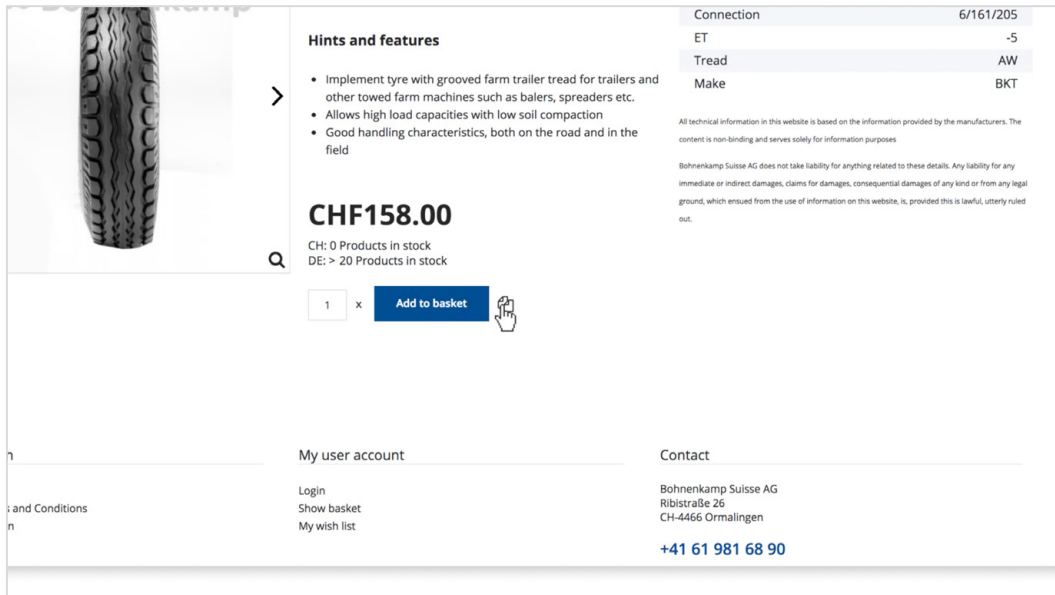 Hints and features
Implement tyre with grooved farm trailer tread for trailers and
other towed farm machines such as balers, spreaders etc.
Allows high load capacities with low soil compaction
Good handling characteristics, both on the road and in the
field
CHF158.00
CH: 0 Products in stock
DE: > 20 Products in stock
1 x Add to basket
Connection 6/161/205
ET -5
Tread AW
Make BKT
All technical information in this website is based on the information provided by the manufacturers. The
content is non-binding and serves solely for information purposes
Bohnenkamp Suisse AG does not take liability for anything related to these details. Any liability for any
immediate or indirect damages, claims for damages, consequential damages of any kind or from any legal
ground, which ensued from the use of information on this website, is, provided this is lawful, utterly ruled
out.
and Conditions
My user account
Login
Show basket
My wish list
Contact
Bohnenkamp Suisse AG
Ribistraße 26
CH-4466 Ormalingen
+41 61 981 68 90